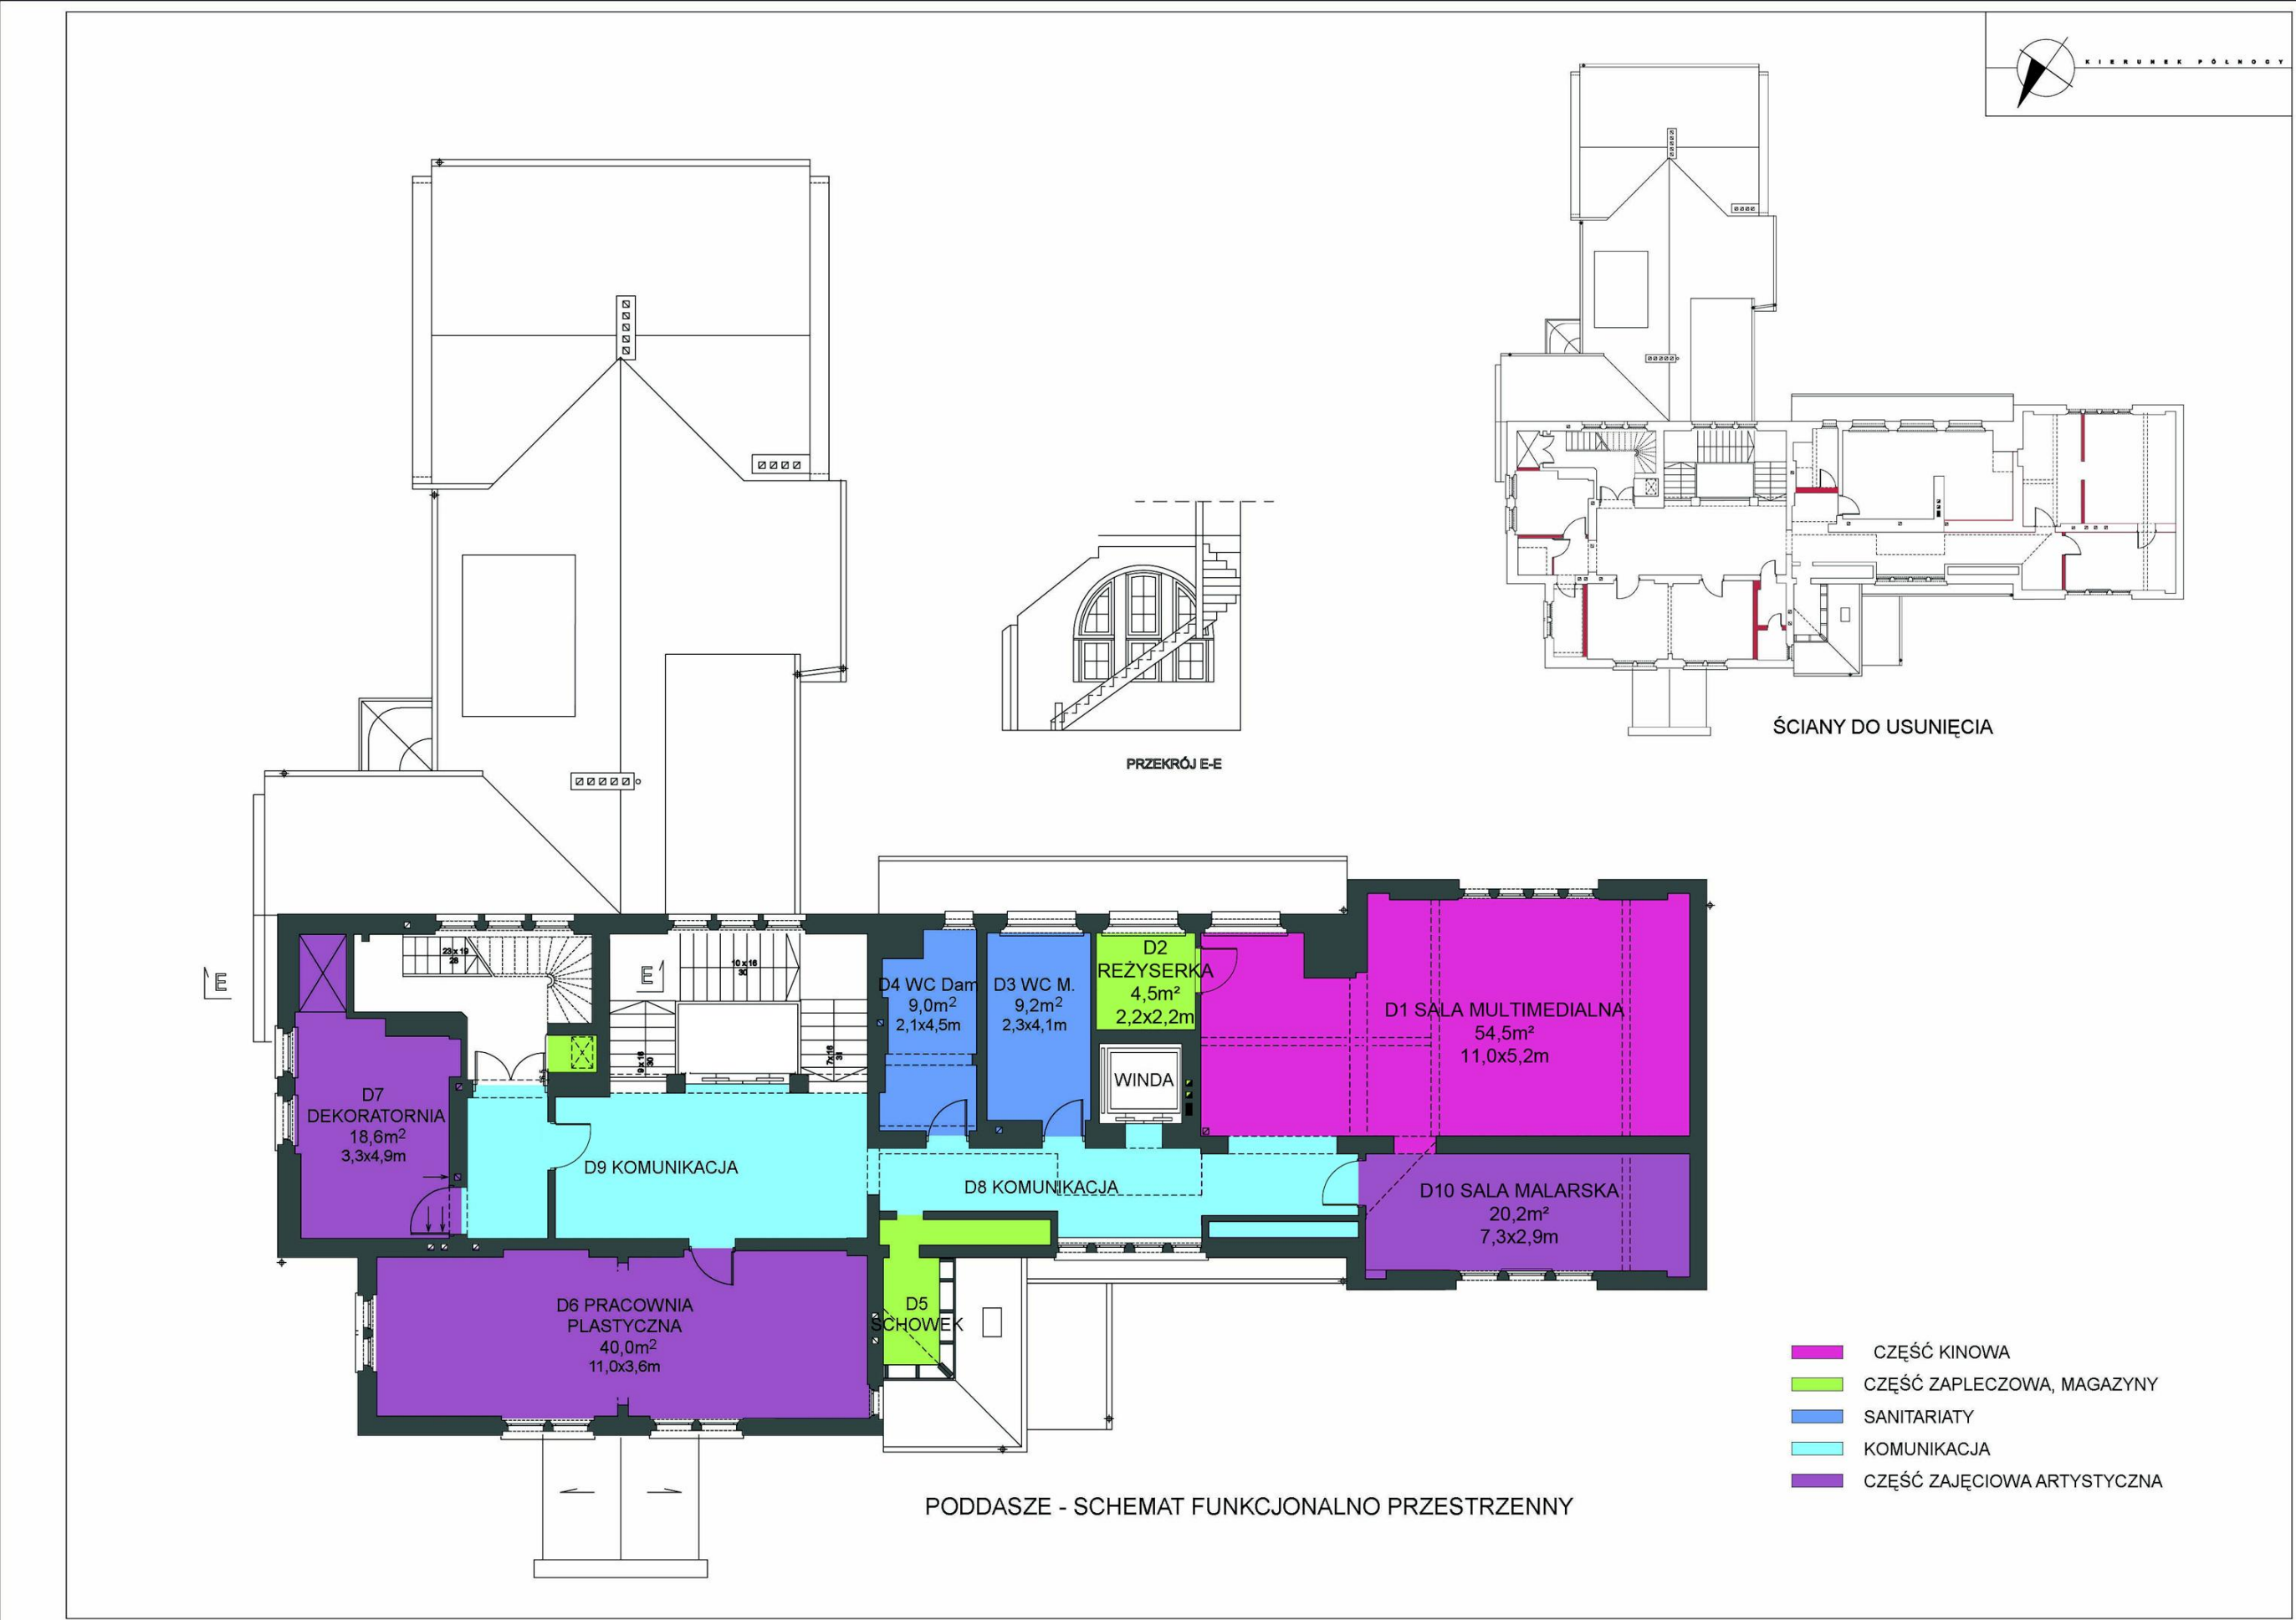 KIERUNEK PÓŁNOCY
ŚCIANY DO USUNIĘCIA
PRZEKRÓJ E-E
E
E
23 x 19
28
10 x 16
30
9 x 16
30
7x16
31
D4 WC Dam
9,0m²
2,1x4,5m
D3 WC M.
9,2m²
2,3x4,1m
D2
REŻYSERKA
4,5m²
2,2x2,2m
WINDA
D1 SALA MULTIMEDIALNA
54,5m²
11,0x5,2m
D7
DEKORATORNIA
18,6m²
3,3x4,9m
D9 KOMUNIKACJA
D8 KOMUNIKACJA
D10 SALA MALARSKA
20,2m²
7,3x2,9m
D6 PRACOWNIA
PLASTYCZNA
40,0m²
11,0x3,6m
D5
SCHOWEK
CZĘŚĆ KINOWA
CZĘŚĆ ZAPLECZOWA, MAGAZYNY
SANITARIATY
KOMUNIKACJA
CZĘŚĆ ZAJĘCIOWA ARTYSTYCZNA
PODDASZE - SCHEMAT FUNKCJONALNO PRZESTRZENNY